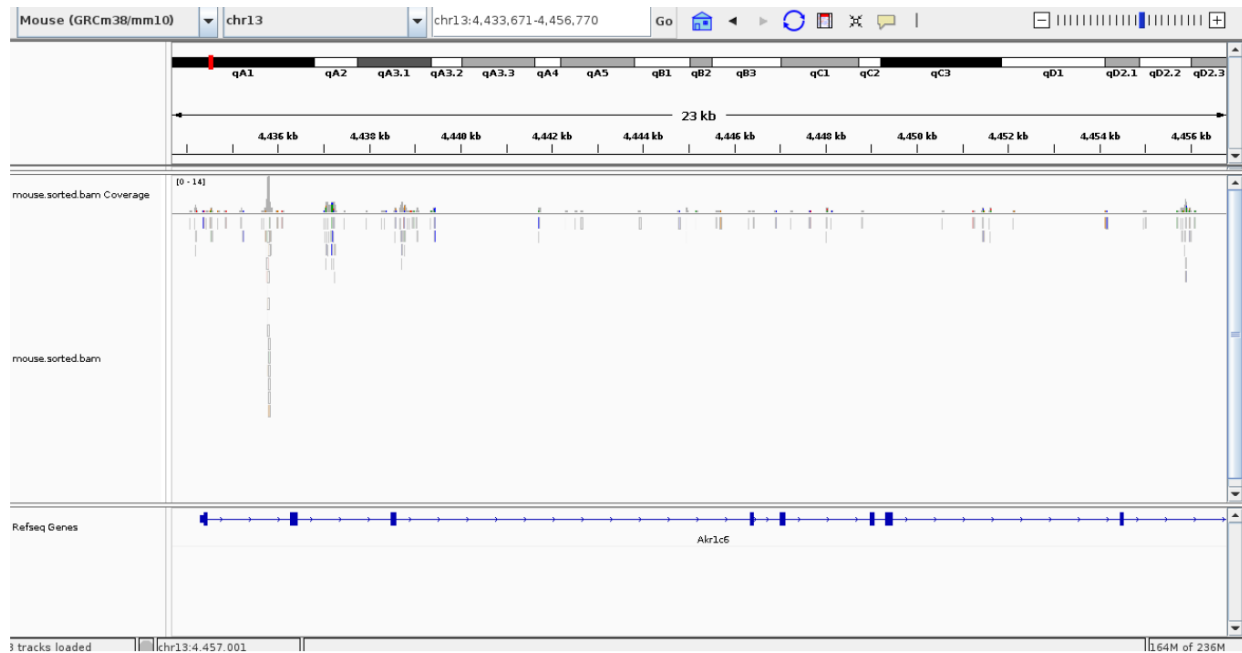 Mouse (GRCm38/mm10) chr13 chr13:4,433,671-4,456,770 Go
qA1 qA2 qA3.1 qA3.2 qA3.3 qA4 qA5 qB1 qB2 qB3 qC1 qC2 qC3 qD1 qD2.1 qD2.2 qD2.3
23 kb
4,436 kb 4,438 kb 4,440 kb 4,442 kb 4,444 kb 4,446 kb 4,448 kb 4,450 kb 4,452 kb 4,454 kb 4,456 kb
[0 - 14]
mouse.sorted.bam Coverage
mouse.sorted.bam
Refseq Genes
Akr1c6
3 tracks loaded chr13:4,457,001 164M of 236M